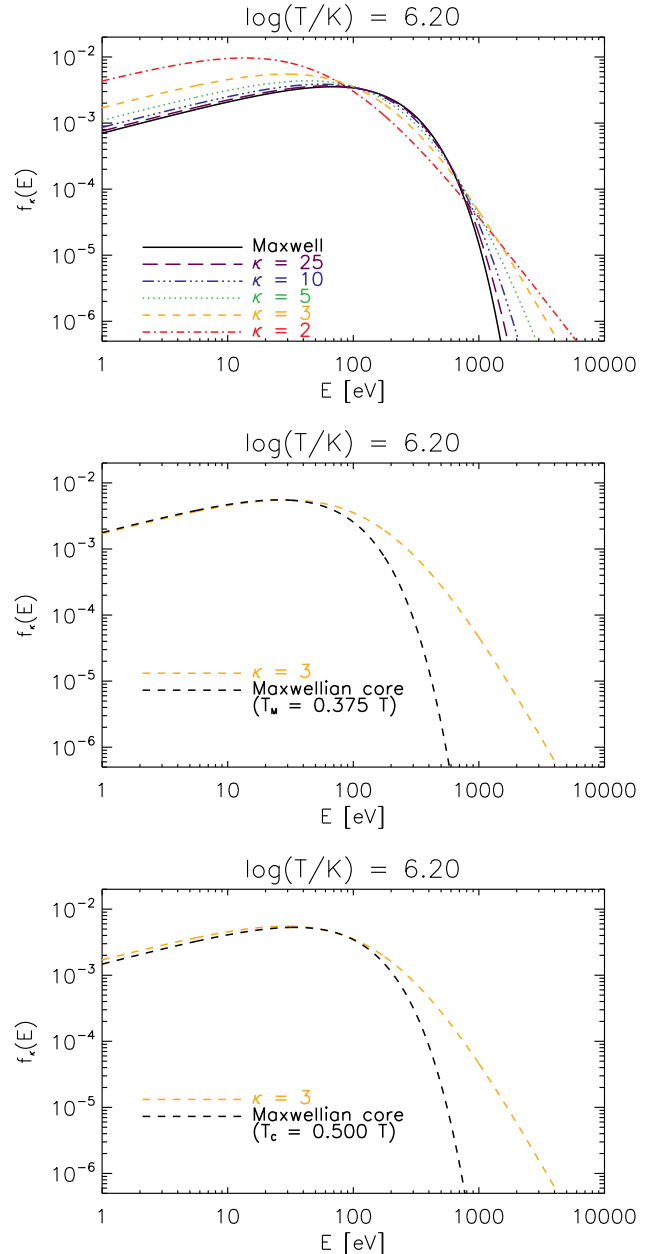 log(T/K) = 6.20
10⁻²
10⁻³
10⁻⁴
10⁻⁵
10⁻⁶
f_κ(E)
Maxwell
κ = 25
κ = 10
κ = 5
κ = 3
κ = 2
1 10 100 1000 10000
E [eV]
log(T/K) = 6.20
10⁻²
10⁻³
10⁻⁴
10⁻⁵
10⁻⁶
f_κ(E)
κ = 3
Maxwellian core
(T_M = 0.375 T)
1 10 100 1000 10000
E [eV]
log(T/K) = 6.20
10⁻²
10⁻³
10⁻⁴
10⁻⁵
10⁻⁶
f_κ(E)
κ = 3
Maxwellian core
(T_C = 0.500 T)
1 10 100 1000 10000
E [eV]